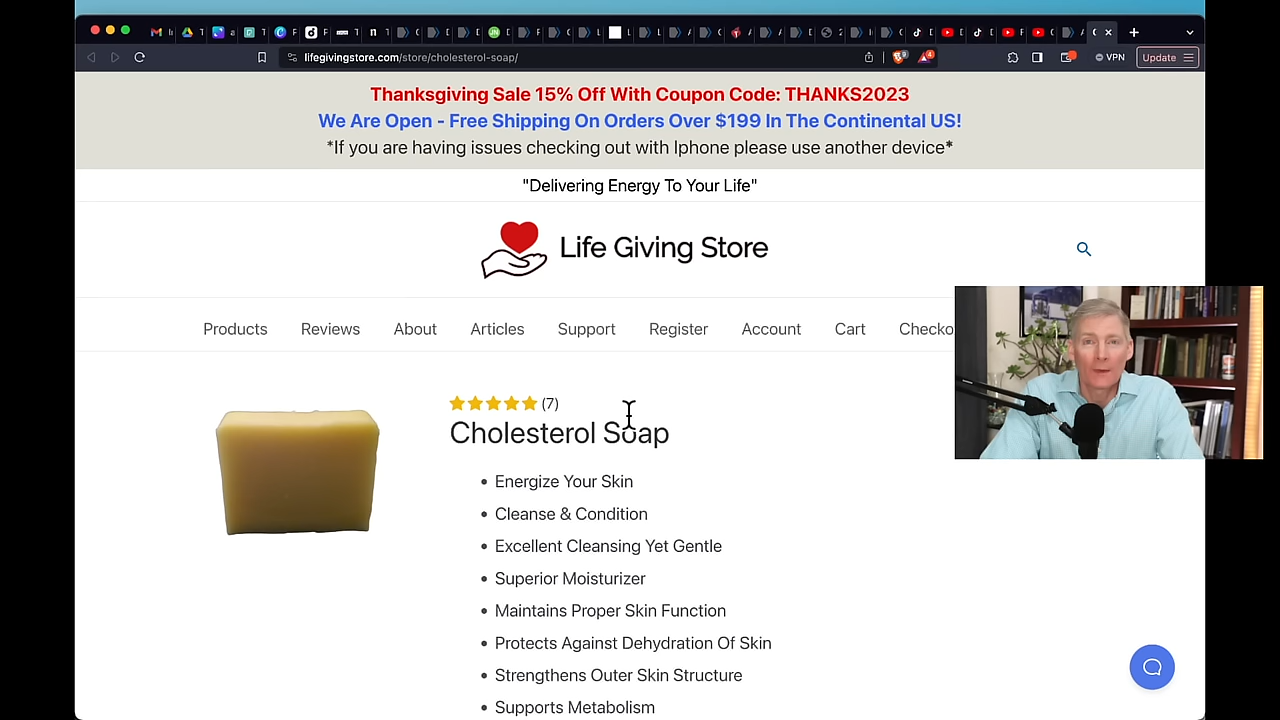 lifegivingstore.com/store/cholesterol-soap/
VPN
Update
Thanksgiving Sale 15% Off With Coupon Code: THANKS2023
We Are Open - Free Shipping On Orders Over $199 In The Continental US!
*If you are having issues checking out with Iphone please use another device*
"Delivering Energy To Your Life"
Life Giving Store
Products Reviews About Articles Support Register Account Cart Checko
(7)
Cholesterol Soap
• Energize Your Skin
• Cleanse & Condition
• Excellent Cleansing Yet Gentle
• Superior Moisturizer
• Maintains Proper Skin Function
• Protects Against Dehydration Of Skin
• Strengthens Outer Skin Structure
• Supports Metabolism